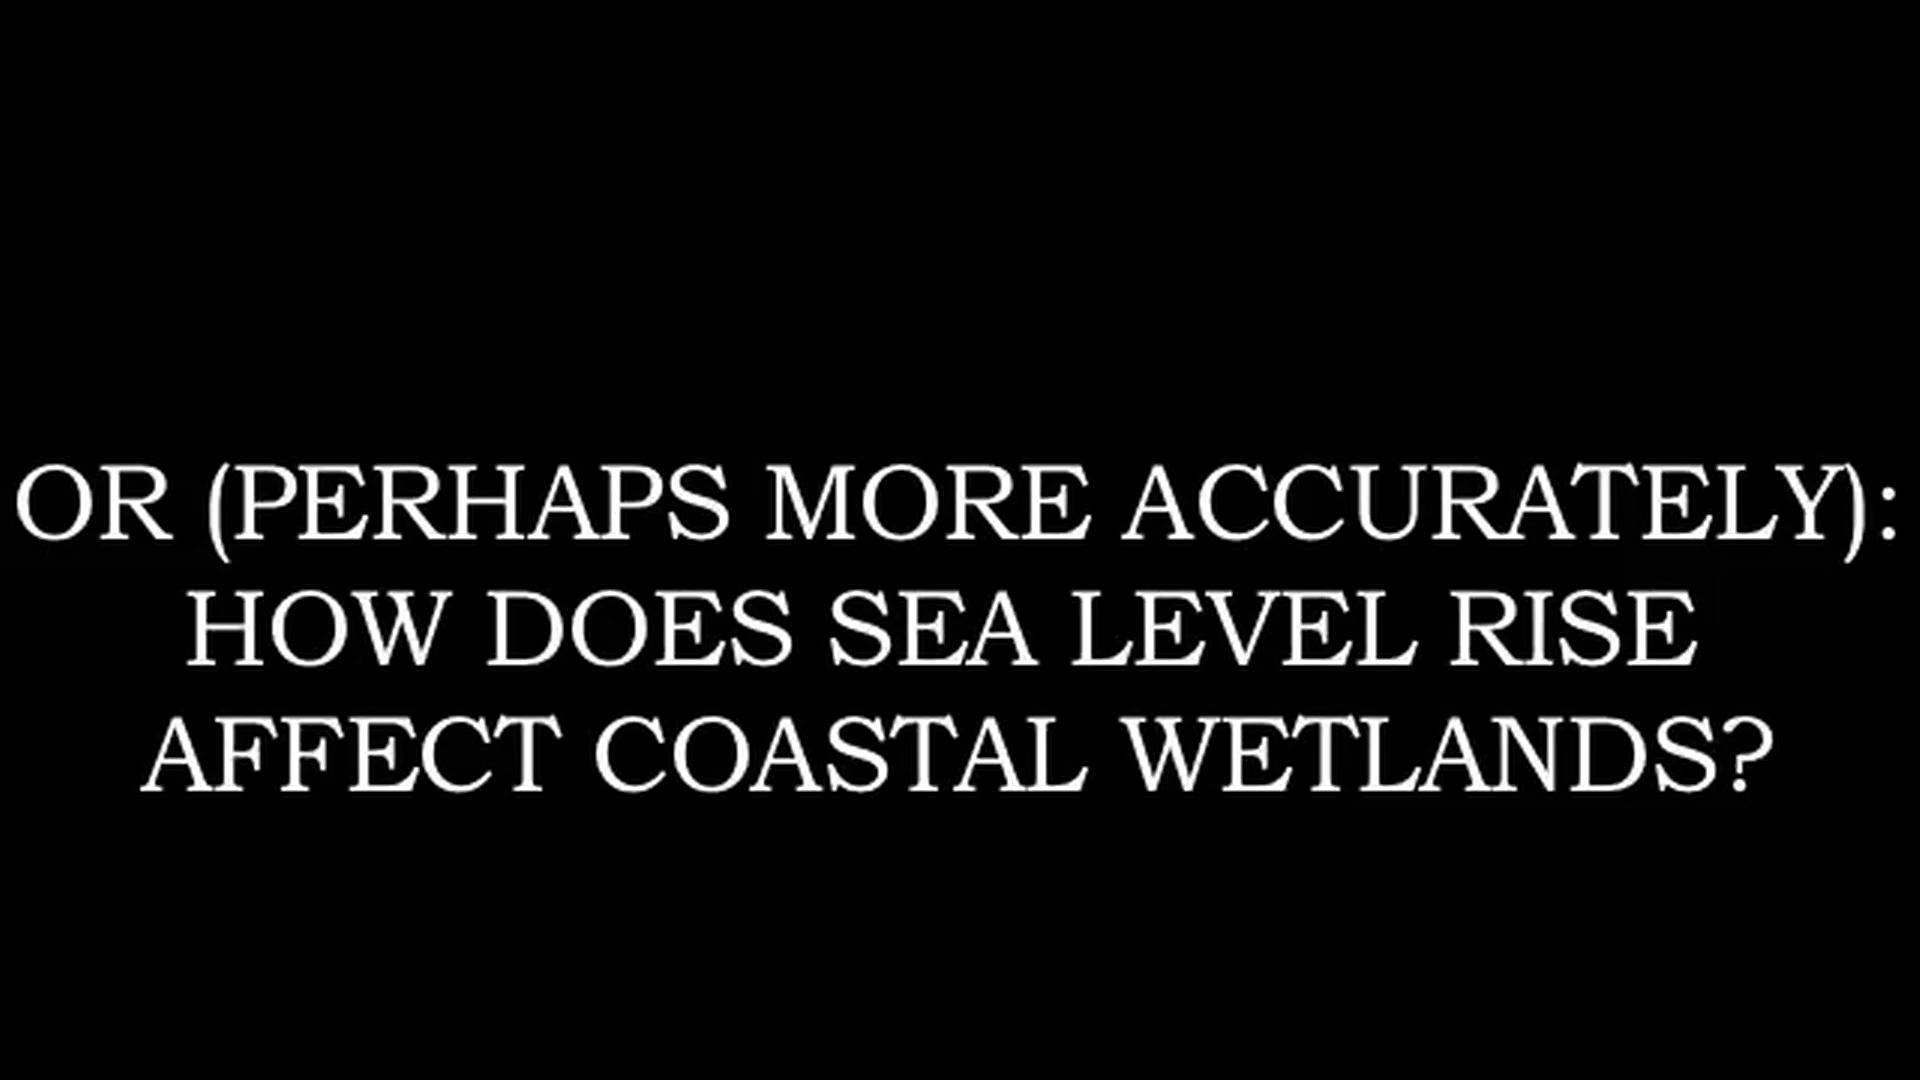 OR (PERHAPS MORE ACCURATELY):
HOW DOES SEA LEVEL RISE
AFFECT COASTAL WETLANDS?